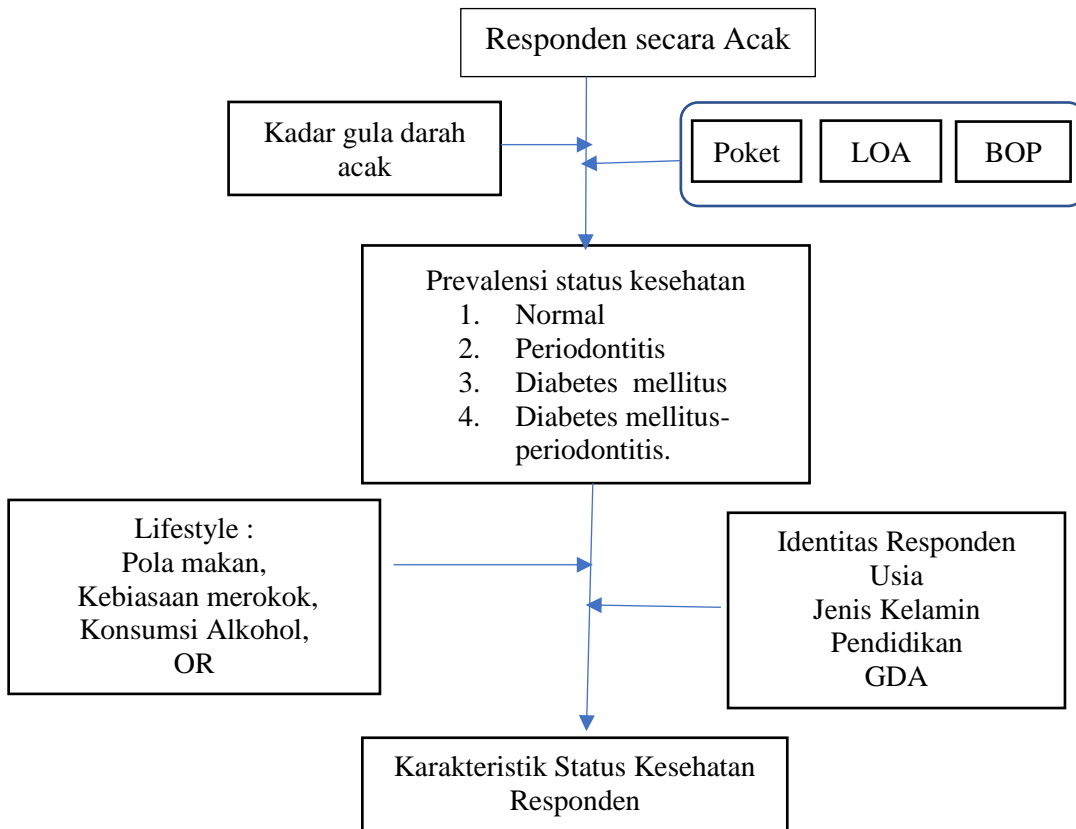 Responden secara Acak
Kadar gula darah
acak
Poket
LOA
BOP
Prevalensi status kesehatan
1. Normal
2. Periodontitis
3. Diabetes mellitus
4. Diabetes mellitus-
periodontitis.
Lifestyle :
Pola makan,
Kebiasaan merokok,
Konsumsi Alkohol,
OR
Identitas Responden
Usia
Jenis Kelamin
Pendidikan
GDA
Karakteristik Status Kesehatan
Responden